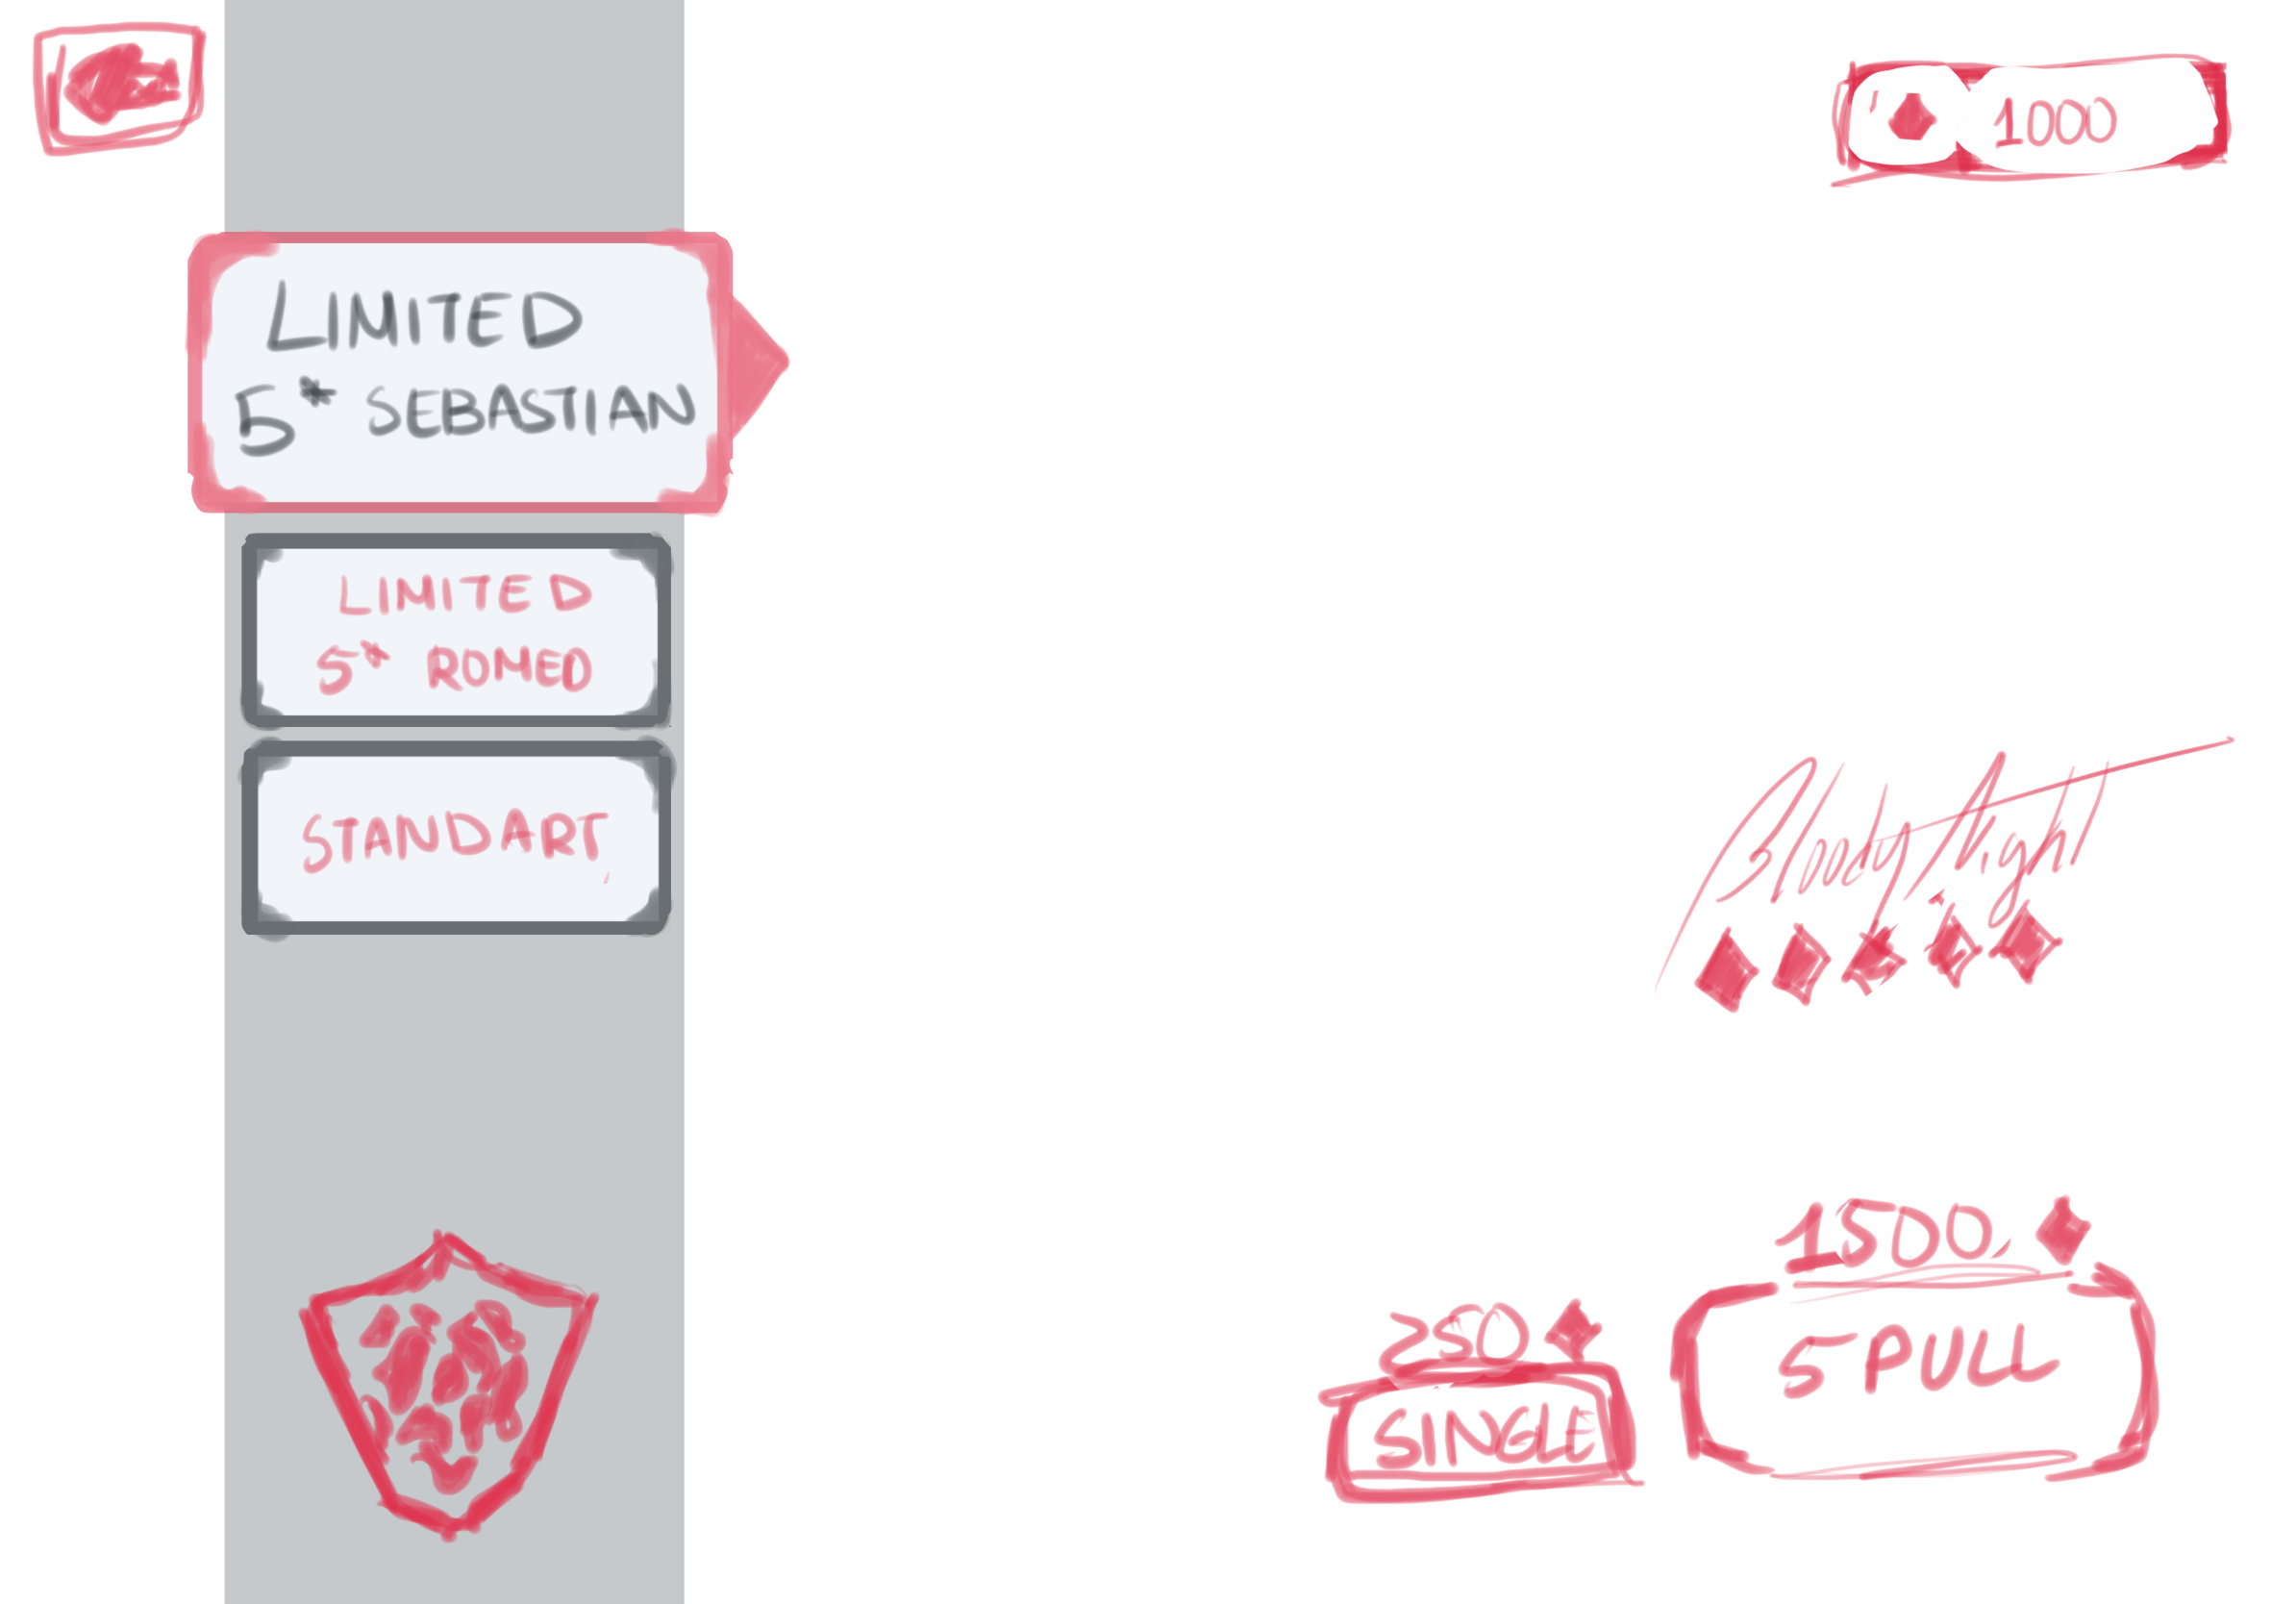 1000
LIMITED
5* SEBASTIAN
LIMITED
5* ROMEO
STANDART
Bloody Night
1500
5 PULL
250
SINGLE